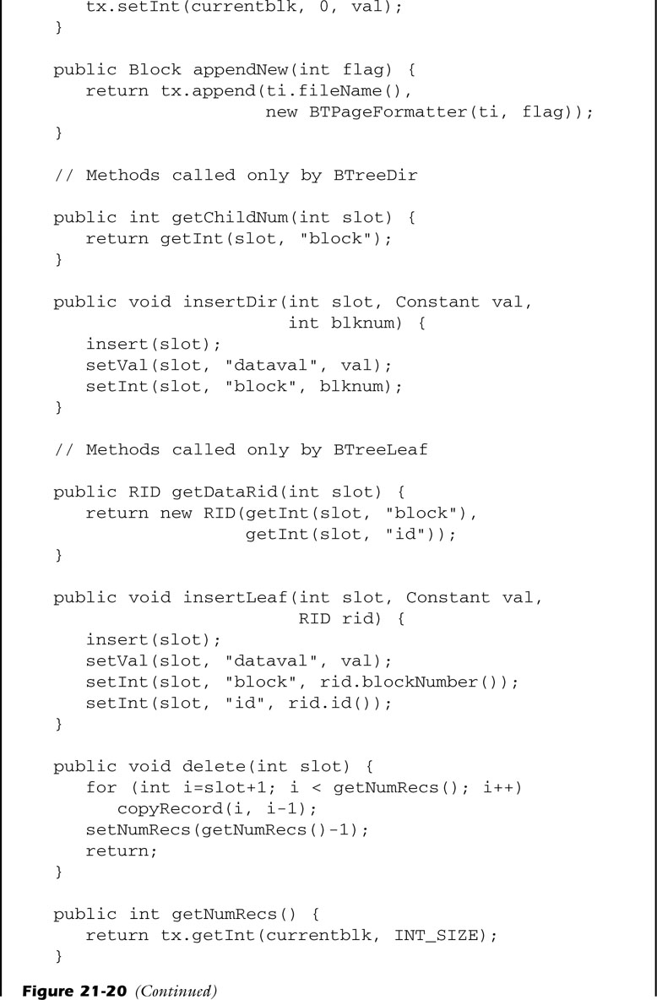 tx.setInt(currentblk, 0, val);
}
public Block appendNew(int flag) {
return tx.append(ti.fileName(),
new BTPageFormatter(ti, flag));
}
// Methods called only by BTreeDir
public int getChildNum(int slot) {
return getInt(slot, "block");
}
public void insertDir(int slot, Constant val,
int blknum) {
insert(slot);
setVal(slot, "dataval", val);
setInt(slot, "block", blknum);
}
// Methods called only by BTreeLeaf
public RID getDataRid(int slot) {
return new RID(getInt(slot, "block"),
getInt(slot, "id"));
}
public void insertLeaf(int slot, Constant val,
RID rid) {
insert(slot);
setVal(slot, "dataval", val);
setInt(slot, "block", rid.blockNumber());
setInt(slot, "id", rid.id());
}
public void delete(int slot) {
for (int i=slot+1; i < getNumRecs(); i++)
copyRecord(i, i-1);
setNumRecs(getNumRecs()-1);
return;
}
public int getNumRecs() {
return tx.getInt(currentblk, INT_SIZE);
}
Figure 21-20 (Continued)